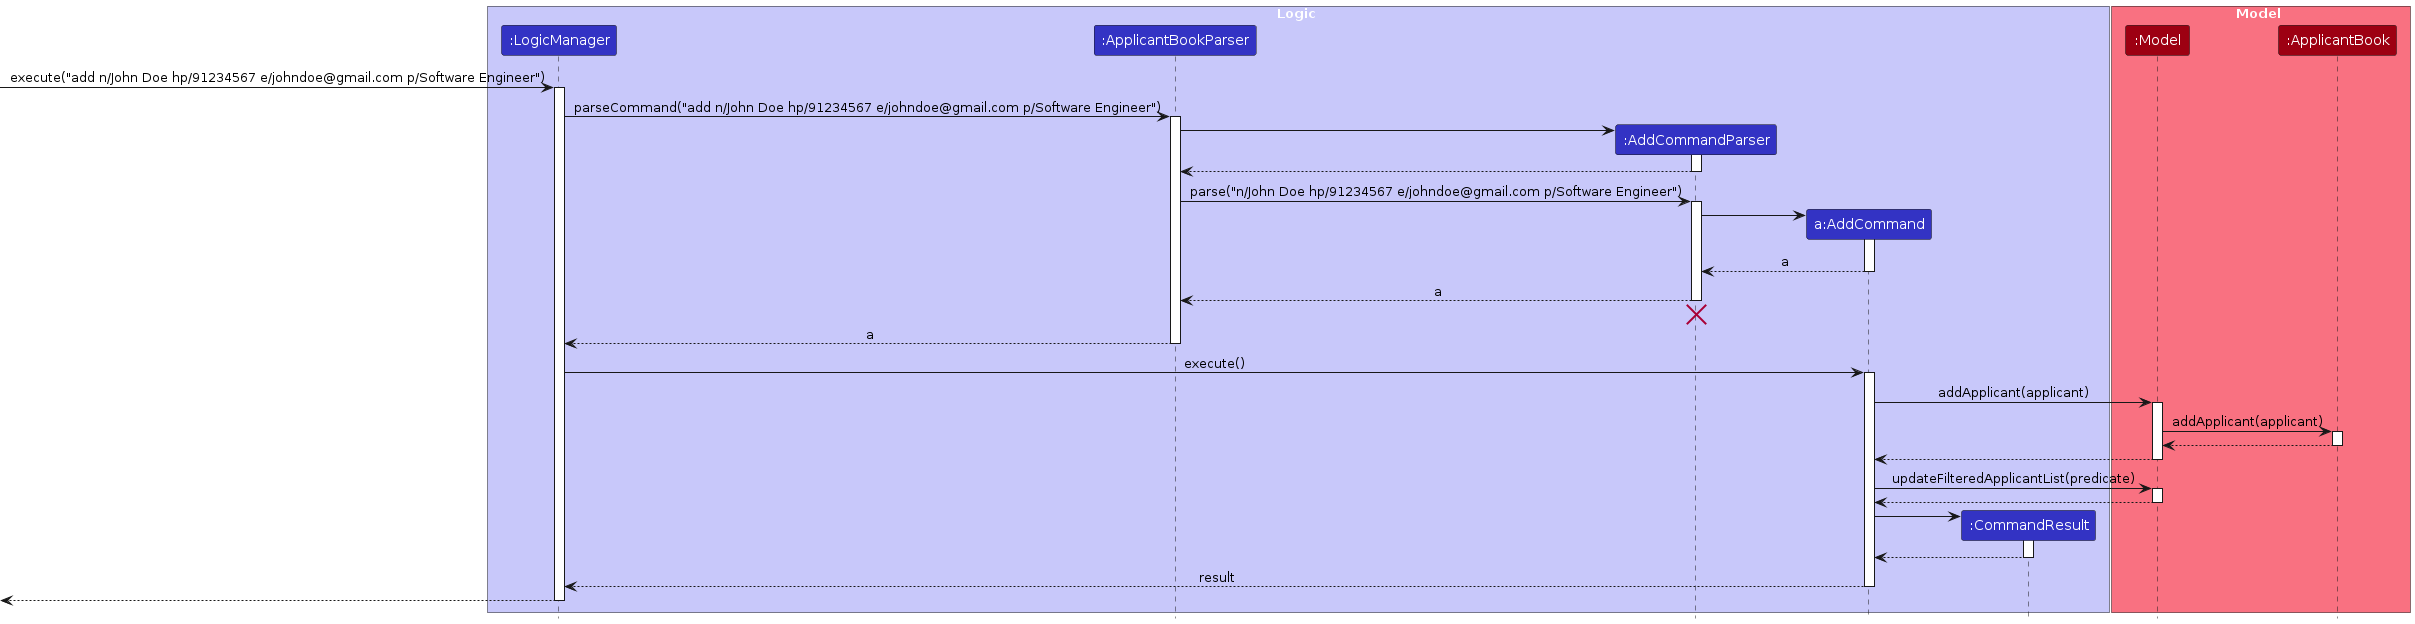 Logic
Model
:LogicManager
:ApplicantBookParser
:Model
:ApplicantBook
execute("add n/John Doe hp/91234567 e/johndoe@gmail.com p/Software Engineer")
parseCommand("add n/John Doe hp/91234567 e/johndoe@gmail.com p/Software Engineer")
:AddCommandParser
parse("n/John Doe hp/91234567 e/johndoe@gmail.com p/Software Engineer")
a:AddCommand
a
a
a
execute()
addApplicant(applicant)
addApplicant(applicant)
updateFilteredApplicantList(predicate)
:CommandResult
result